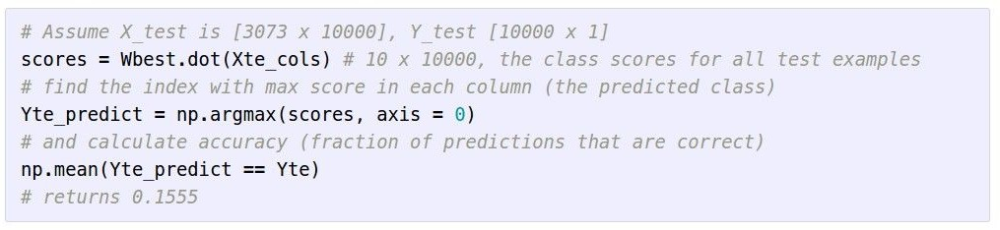 # Assume X_test is [3073 x 10000], Y_test [10000 x 1]
scores = Wbest.dot(Xte_cols) # 10 x 10000, the class scores for all test examples
# find the index with max score in each column (the predicted class)
Yte_predict = np.argmax(scores, axis = 0)
# and calculate accuracy (fraction of predictions that are correct)
np.mean(Yte_predict == Yte)
# returns 0.1555